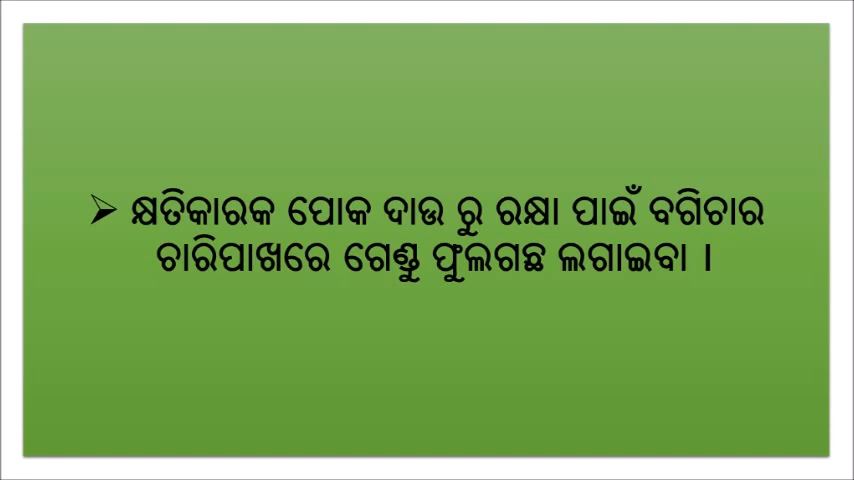 ➢ କ୍ଷତିକାରକ ପୋକ ଦାଉ ରୁ ରକ୍ଷା ପାଇଁ ବଗିଚାର
ଚାରିପାଖରେ ଗେଣ୍ଡୁ ଫୁଲଗଛ ଲଗାଇବା ।